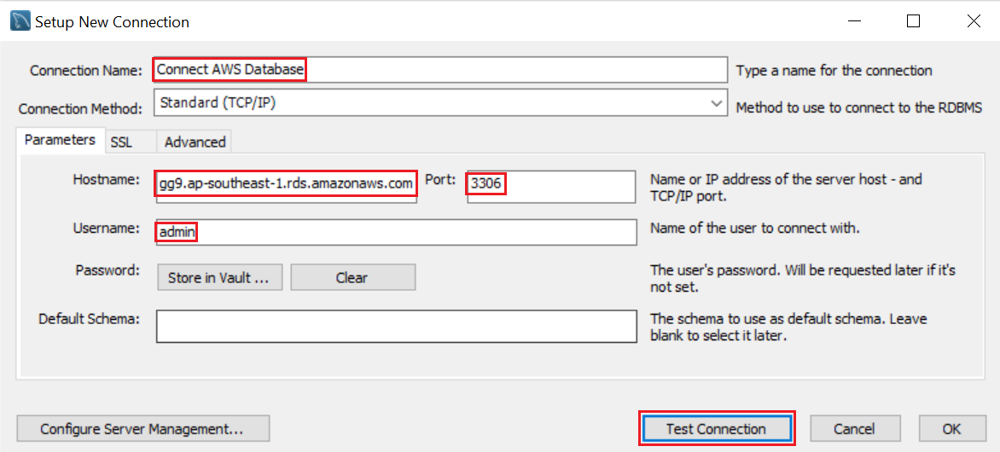 Setup New Connection
Connection Name: Connect AWS Database Type a name for the connection
Connection Method: Standard (TCP/IP) Method to use to connect to the RDBMS
Parameters SSL Advanced
Hostname: gg9.ap-southeast-1.rds.amazonaws.com Port: 3306 Name or IP address of the server host - and
TCP/IP port.
Username: admin Name of the user to connect with.
Password: Store in Vault ... Clear The user's password. Will be requested later if it's
not set.
Default Schema: The schema to use as default schema. Leave
blank to select it later.
Configure Server Management... Test Connection Cancel OK